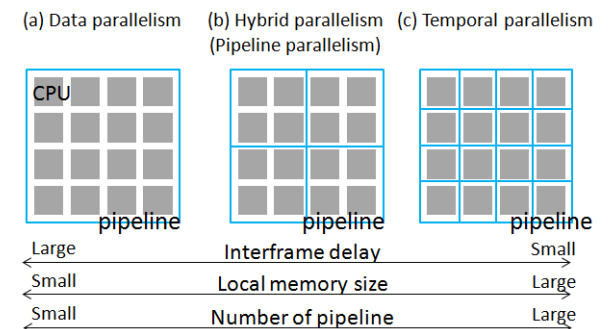 (a) Data parallelism
(b) Hybrid parallelism
(Pipeline parallelism)
(c) Temporal parallelism
CPU
pipeline
pipeline
pipeline
Large
Interframe delay
Small
Small
Local memory size
Large
Small
Number of pipeline
Large